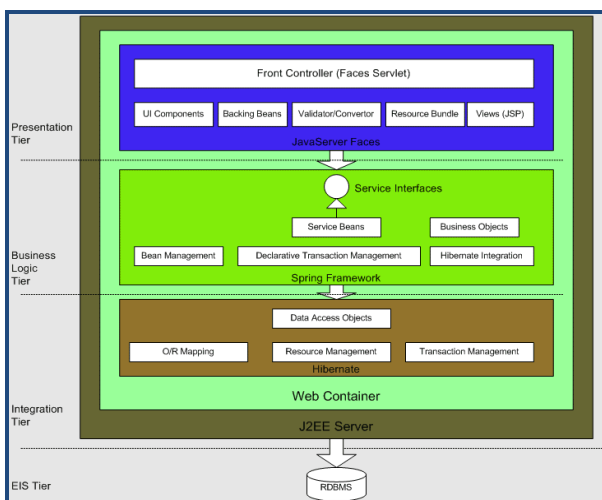 Front Controller (Faces Servlet)
UI Components
Backing Beans
Validator/Convertor
Resource Bundle
Views (JSP)
Presentation
Tier
JavaServer Faces
Service Interfaces
Service Beans
Business Objects
Business
Logic
Tier
Bean Management
Declarative Transaction Management
Hibernate Integration
Spring Framework
Data Access Objects
O/R Mapping
Resource Management
Transaction Management
Hibernate
Web Container
Integration
Tier
J2EE Server
EIS Tier
RDBMS